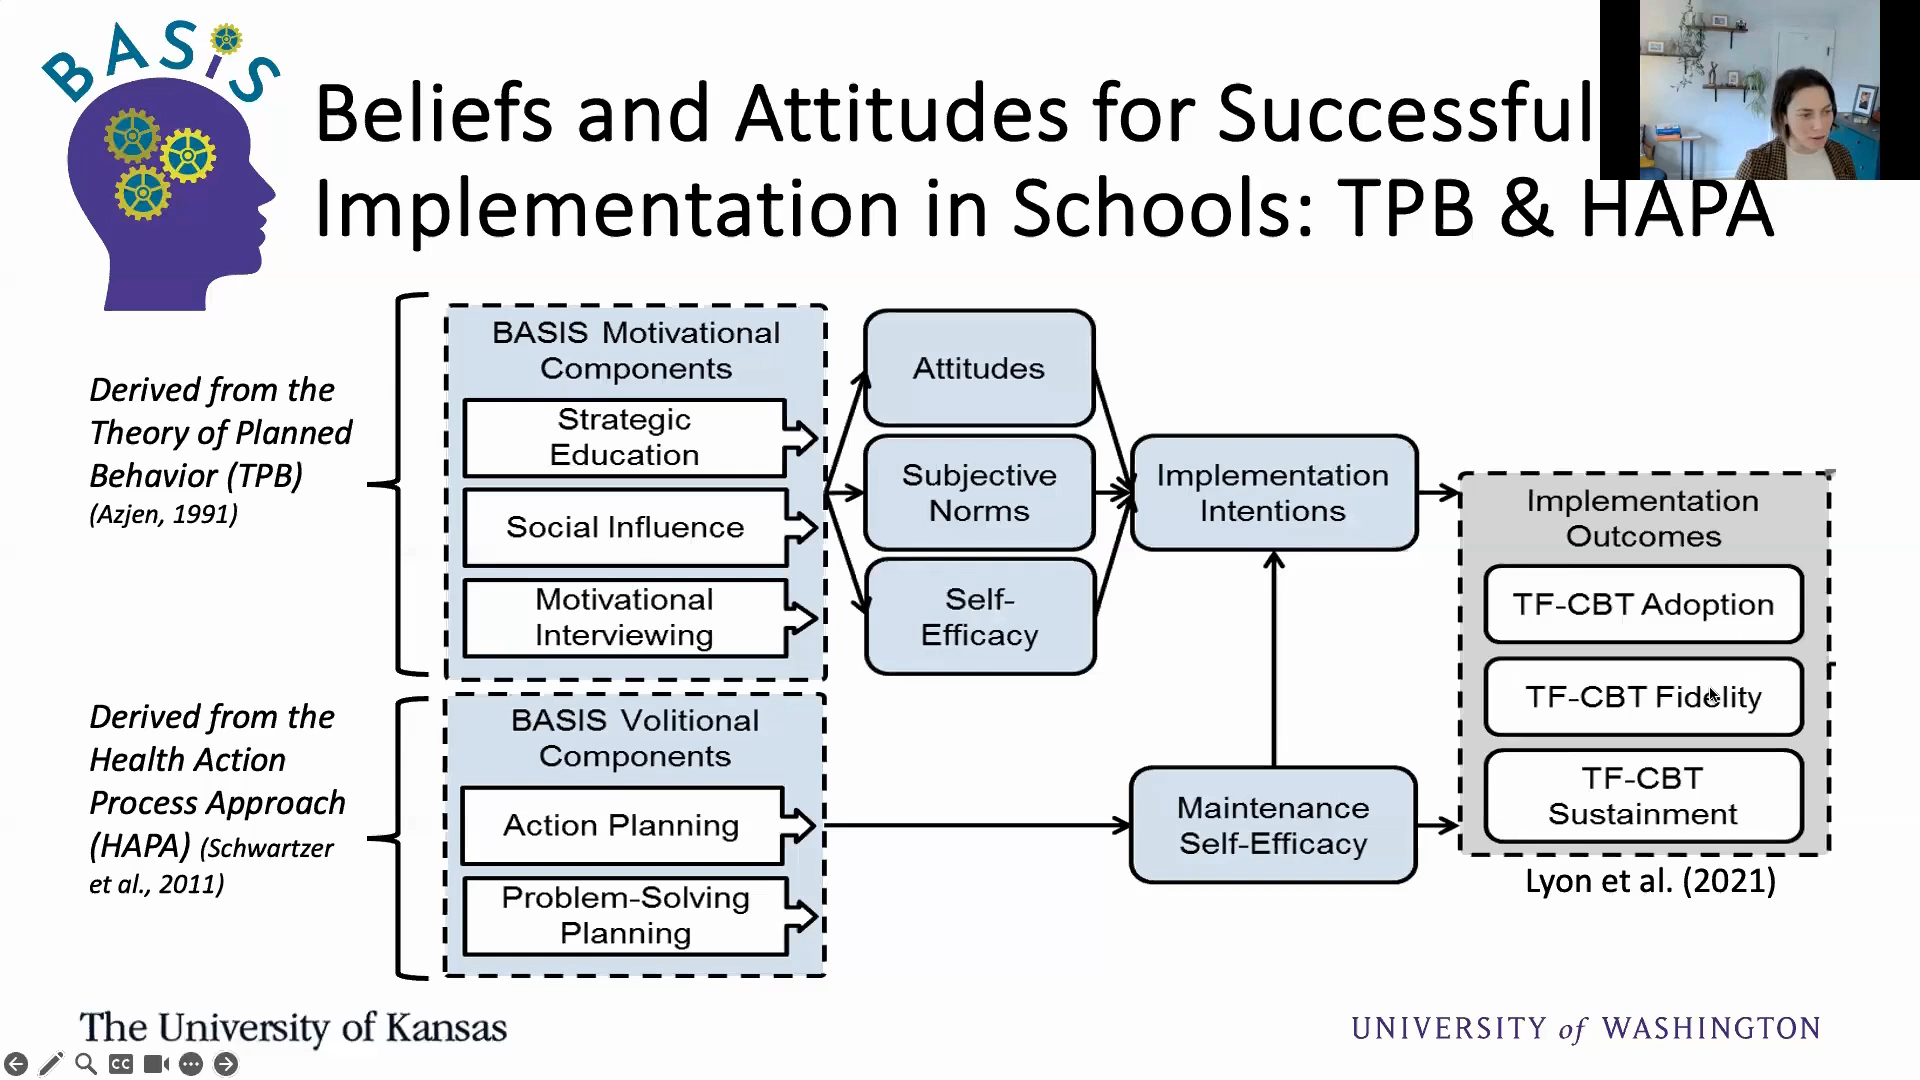 BASiS
Beliefs and Attitudes for Successful
Implementation in Schools: TPB & HAPA
Derived from the
Theory of Planned
Behavior (TPB)
(Azjen, 1991)
BASIS Motivational
Components
Strategic
Education
Social Influence
Motivational
Interviewing
Attitudes
Subjective
Norms
Self-
Efficacy
Implementation
Intentions
Implementation
Outcomes
TF-CBT Adoption
TF-CBT Fidelity
TF-CBT
Sustainment
Lyon et al. (2021)
Derived from the
Health Action
Process Approach
(HAPA) (Schwartzer
et al., 2011)
BASIS Volitional
Components
Action Planning
Problem-Solving
Planning
Maintenance
Self-Efficacy
The University of Kansas
UNIVERSITY of WASHINGTON
CC